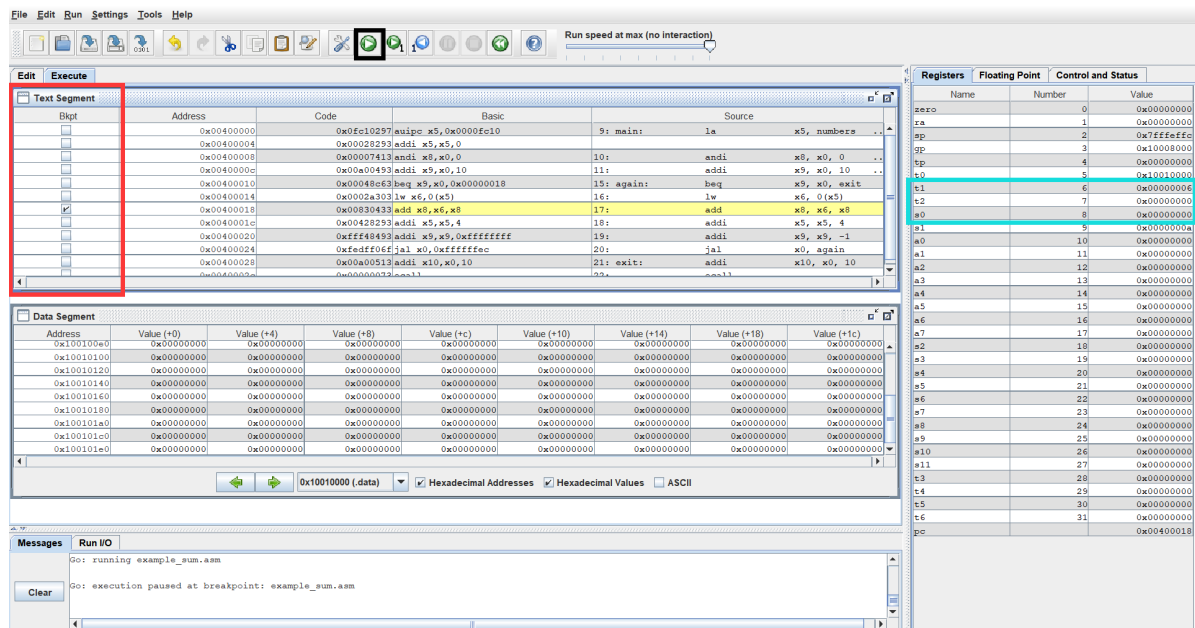 File Edit Run Settings Tools Help
Run speed at max (no interaction)
Edit Execute
Text Segment
Bkpt Address Code Basic Source
0x00400000 0x0fc10297 auipc x5,0x0000fc10 9: main: la x5, numbers ..
0x00400004 0x00028293 addi x5,x5,0
0x00400008 0x00007413 andi x8,x0,0 10: andi x8, x0, 0 ..
0x0040000c 0x00a00493 addi x9,x0,10 11: addi x9, x0, 10 ..
0x00400010 0x00048c63 beq x9,x0,0x00000018 15: again: beq x9, x0, exit
0x00400014 0x0002a303 lw x6,0(x5) 16: lw x6, 0(x5)
0x00400018 0x00830433 add x8,x6,x8 17: add x8, x6, x8
0x0040001c 0x00428293 addi x5,x5,4 18: addi x5, x5, 4
0x00400020 0xfff48493 addi x9,x9,0xffffffff 19: addi x9, x9, -1
0x00400024 0xfedff06f jal x0,0xffffffec 20: jal x0, again
0x00400028 0x00a00513 addi x10,x0,10 21: exit: addi x10, x0, 10
Data Segment
Address Value (+0) Value (+4) Value (+8) Value (+c) Value (+10) Value (+14) Value (+18) Value (+1c)
0x100100e0 0x00000000 0x00000000 0x00000000 0x00000000 0x00000000 0x00000000 0x00000000 0x00000000
0x10010100 0x00000000 0x00000000 0x00000000 0x00000000 0x00000000 0x00000000 0x00000000 0x00000000
0x10010120 0x00000000 0x00000000 0x00000000 0x00000000 0x00000000 0x00000000 0x00000000 0x00000000
0x10010140 0x00000000 0x00000000 0x00000000 0x00000000 0x00000000 0x00000000 0x00000000 0x00000000
0x10010160 0x00000000 0x00000000 0x00000000 0x00000000 0x00000000 0x00000000 0x00000000 0x00000000
0x10010180 0x00000000 0x00000000 0x00000000 0x00000000 0x00000000 0x00000000 0x00000000 0x00000000
0x100101a0 0x00000000 0x00000000 0x00000000 0x00000000 0x00000000 0x00000000 0x00000000 0x00000000
0x100101c0 0x00000000 0x00000000 0x00000000 0x00000000 0x00000000 0x00000000 0x00000000 0x00000000
0x100101e0 0x00000000 0x00000000 0x00000000 0x00000000 0x00000000 0x00000000 0x00000000 0x00000000
0x10010000 (.data) Hexadecimal Addresses Hexadecimal Values ASCII
Messages Run I/O
Go: running example_sum.asm
Go: execution paused at breakpoint: example_sum.asm
Clear
Registers Floating Point Control and Status
Name Number Value
zero 0 0x00000000
ra 1 0x00000000
sp 2 0x7fffeffc
gp 3 0x10008000
tp 4 0x00000000
t0 5 0x10010000
t1 6 0x00000006
t2 7 0x00000000
s0 8 0x00000000
s1 9 0x0000000a
a0 10 0x00000000
a1 11 0x00000000
a2 12 0x00000000
a3 13 0x00000000
a4 14 0x00000000
a5 15 0x00000000
a6 16 0x00000000
a7 17 0x00000000
s2 18 0x00000000
s3 19 0x00000000
s4 20 0x00000000
s5 21 0x00000000
s6 22 0x00000000
s7 23 0x00000000
s8 24 0x00000000
s9 25 0x00000000
s10 26 0x00000000
s11 27 0x00000000
t3 28 0x00000000
t4 29 0x00000000
t5 30 0x00000000
t6 31 0x00000000
pc 0x00400018